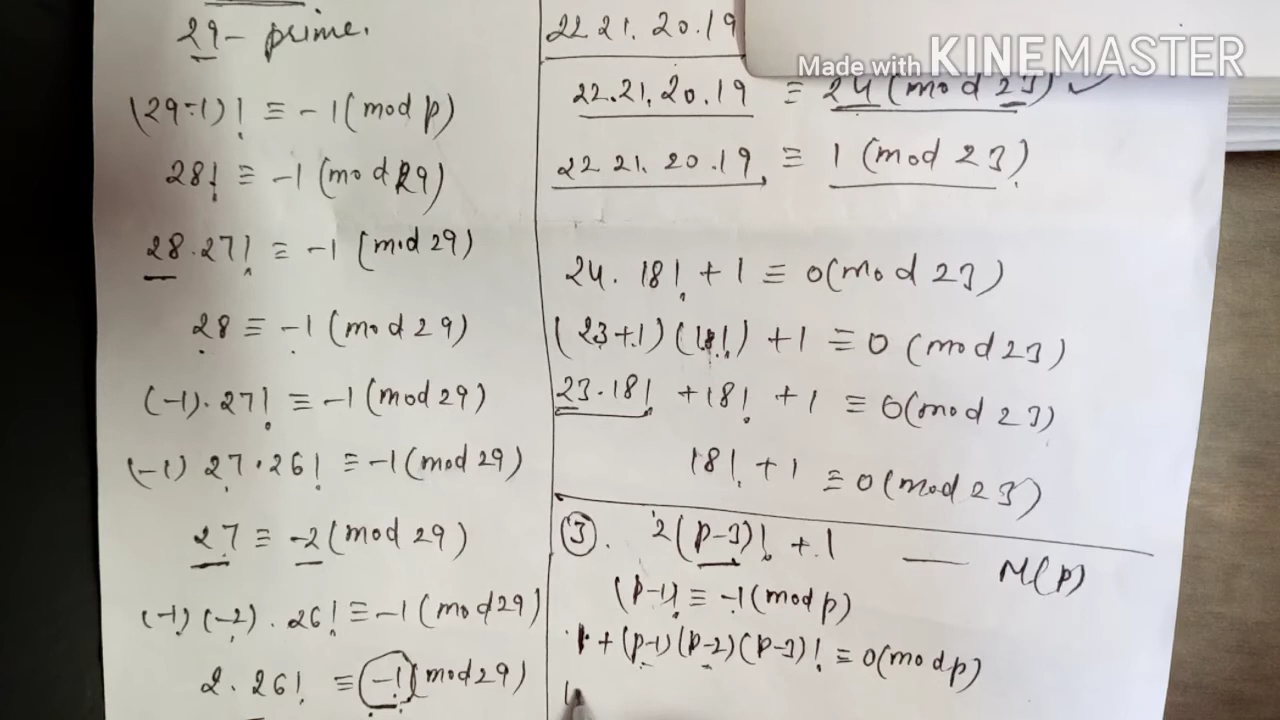 29 - prime.
(29-1)! ≡ -1 (mod p)
28! ≡ -1 (mod 29)
28.27! ≡ -1 (mod 29)
28 ≡ -1 (mod 29)
(-1).27! ≡ -1 (mod 29)
(-1) 27.26! ≡ -1 (mod 29)
27 ≡ -2 (mod 29)
(-1)(-2).26! ≡ -1 (mod 29)
2.26! ≡ -1 (mod 29)
22 21.20.19
Made with KINEMASTER
22.21.20.19 ≡ 24 (mod 23)
22 21.20.19 ≡ 1 (mod 23)
24.18! + 1 ≡ 0 (mod 23)
(23+1)(18!) + 1 ≡ 0 (mod 23)
23.18! + 18! + 1 ≡ 0 (mod 23)
18! + 1 ≡ 0 (mod 23)
(3). 2(p-3)! + 1 — M(p)
(p-1)! ≡ -1 (mod p)
1 + (p-1)(p-2)(p-3)! ≡ 0 (mod p)